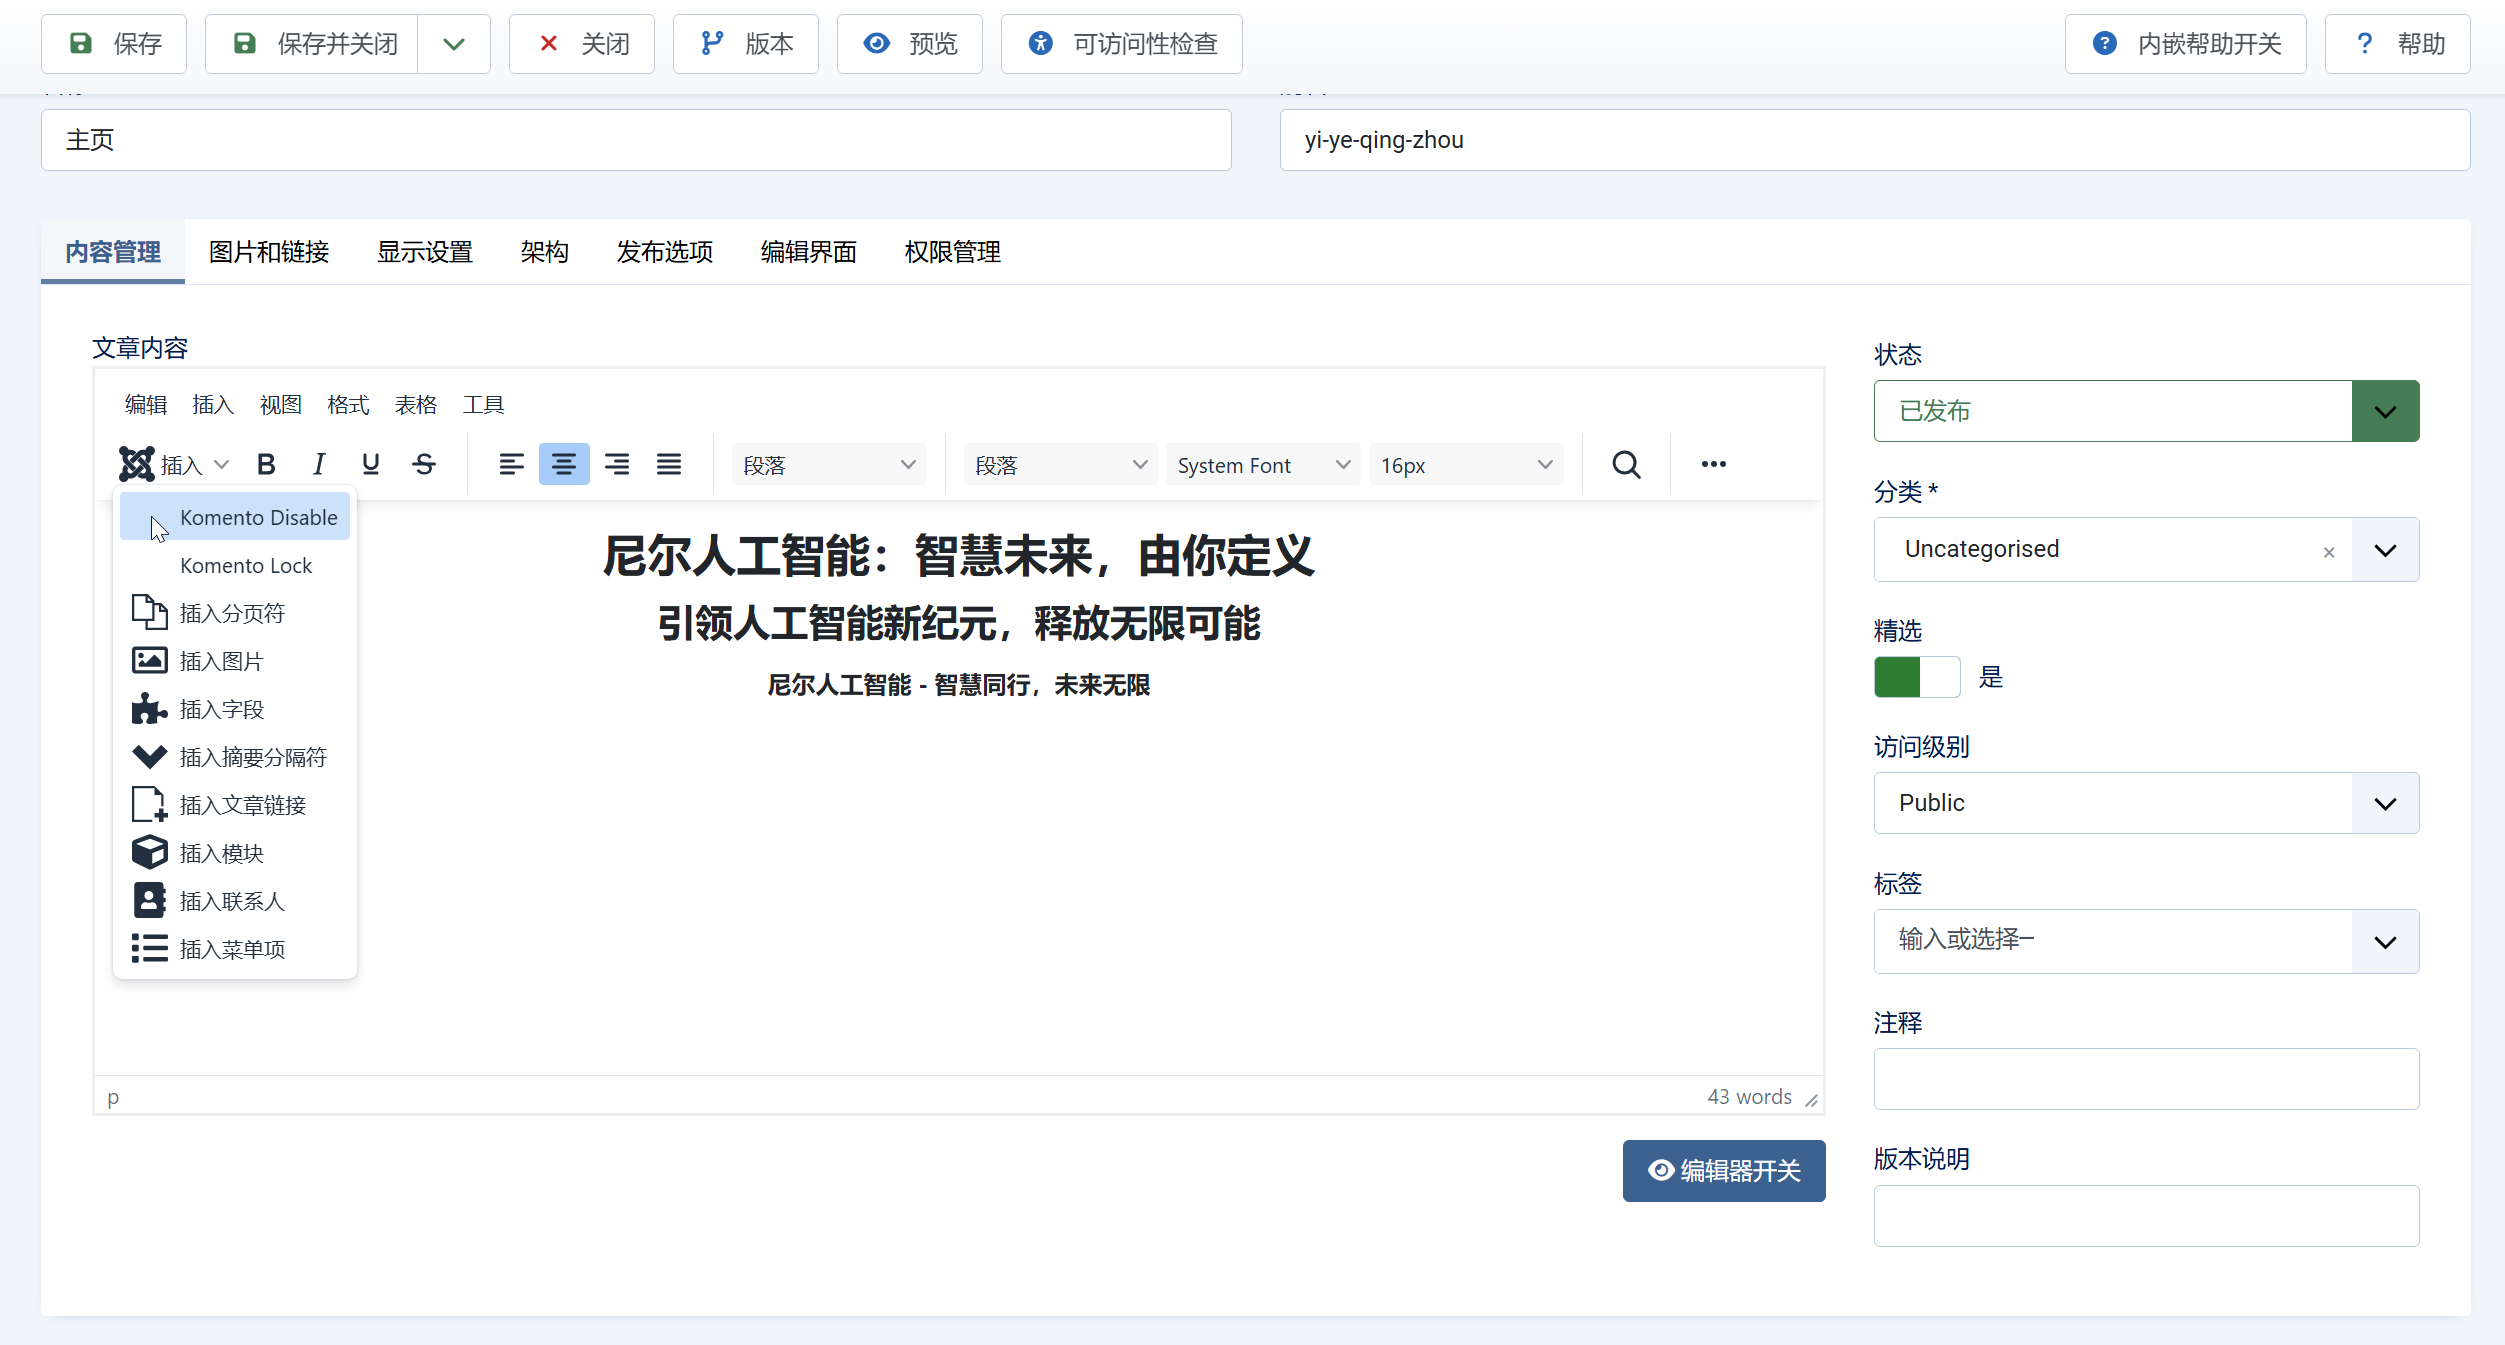 保存
保存并关闭
关闭
版本
预览
可访问性检查
内嵌帮助开关
帮助
主页
yi-ye-qing-zhou
内容管理
图片和链接
显示设置
架构
发布选项
编辑界面
权限管理
文章内容
编辑 插入 视图 格式 表格 工具
插入 B I U S 段落 段落 System Font 16px
Komento Disable
Komento Lock
插入分页符
插入图片
插入字段
插入摘要分隔符
插入文章链接
插入模块
插入联系人
插入菜单项
尼尔人工智能：智慧未来，由你定义
引领人工智能新纪元，释放无限可能
尼尔人工智能 - 智慧同行，未来无限
p
43 words
编辑器开关
状态
已发布
分类 *
Uncategorised
精选
是
访问级别
Public
标签
输入或选择一
注释
版本说明